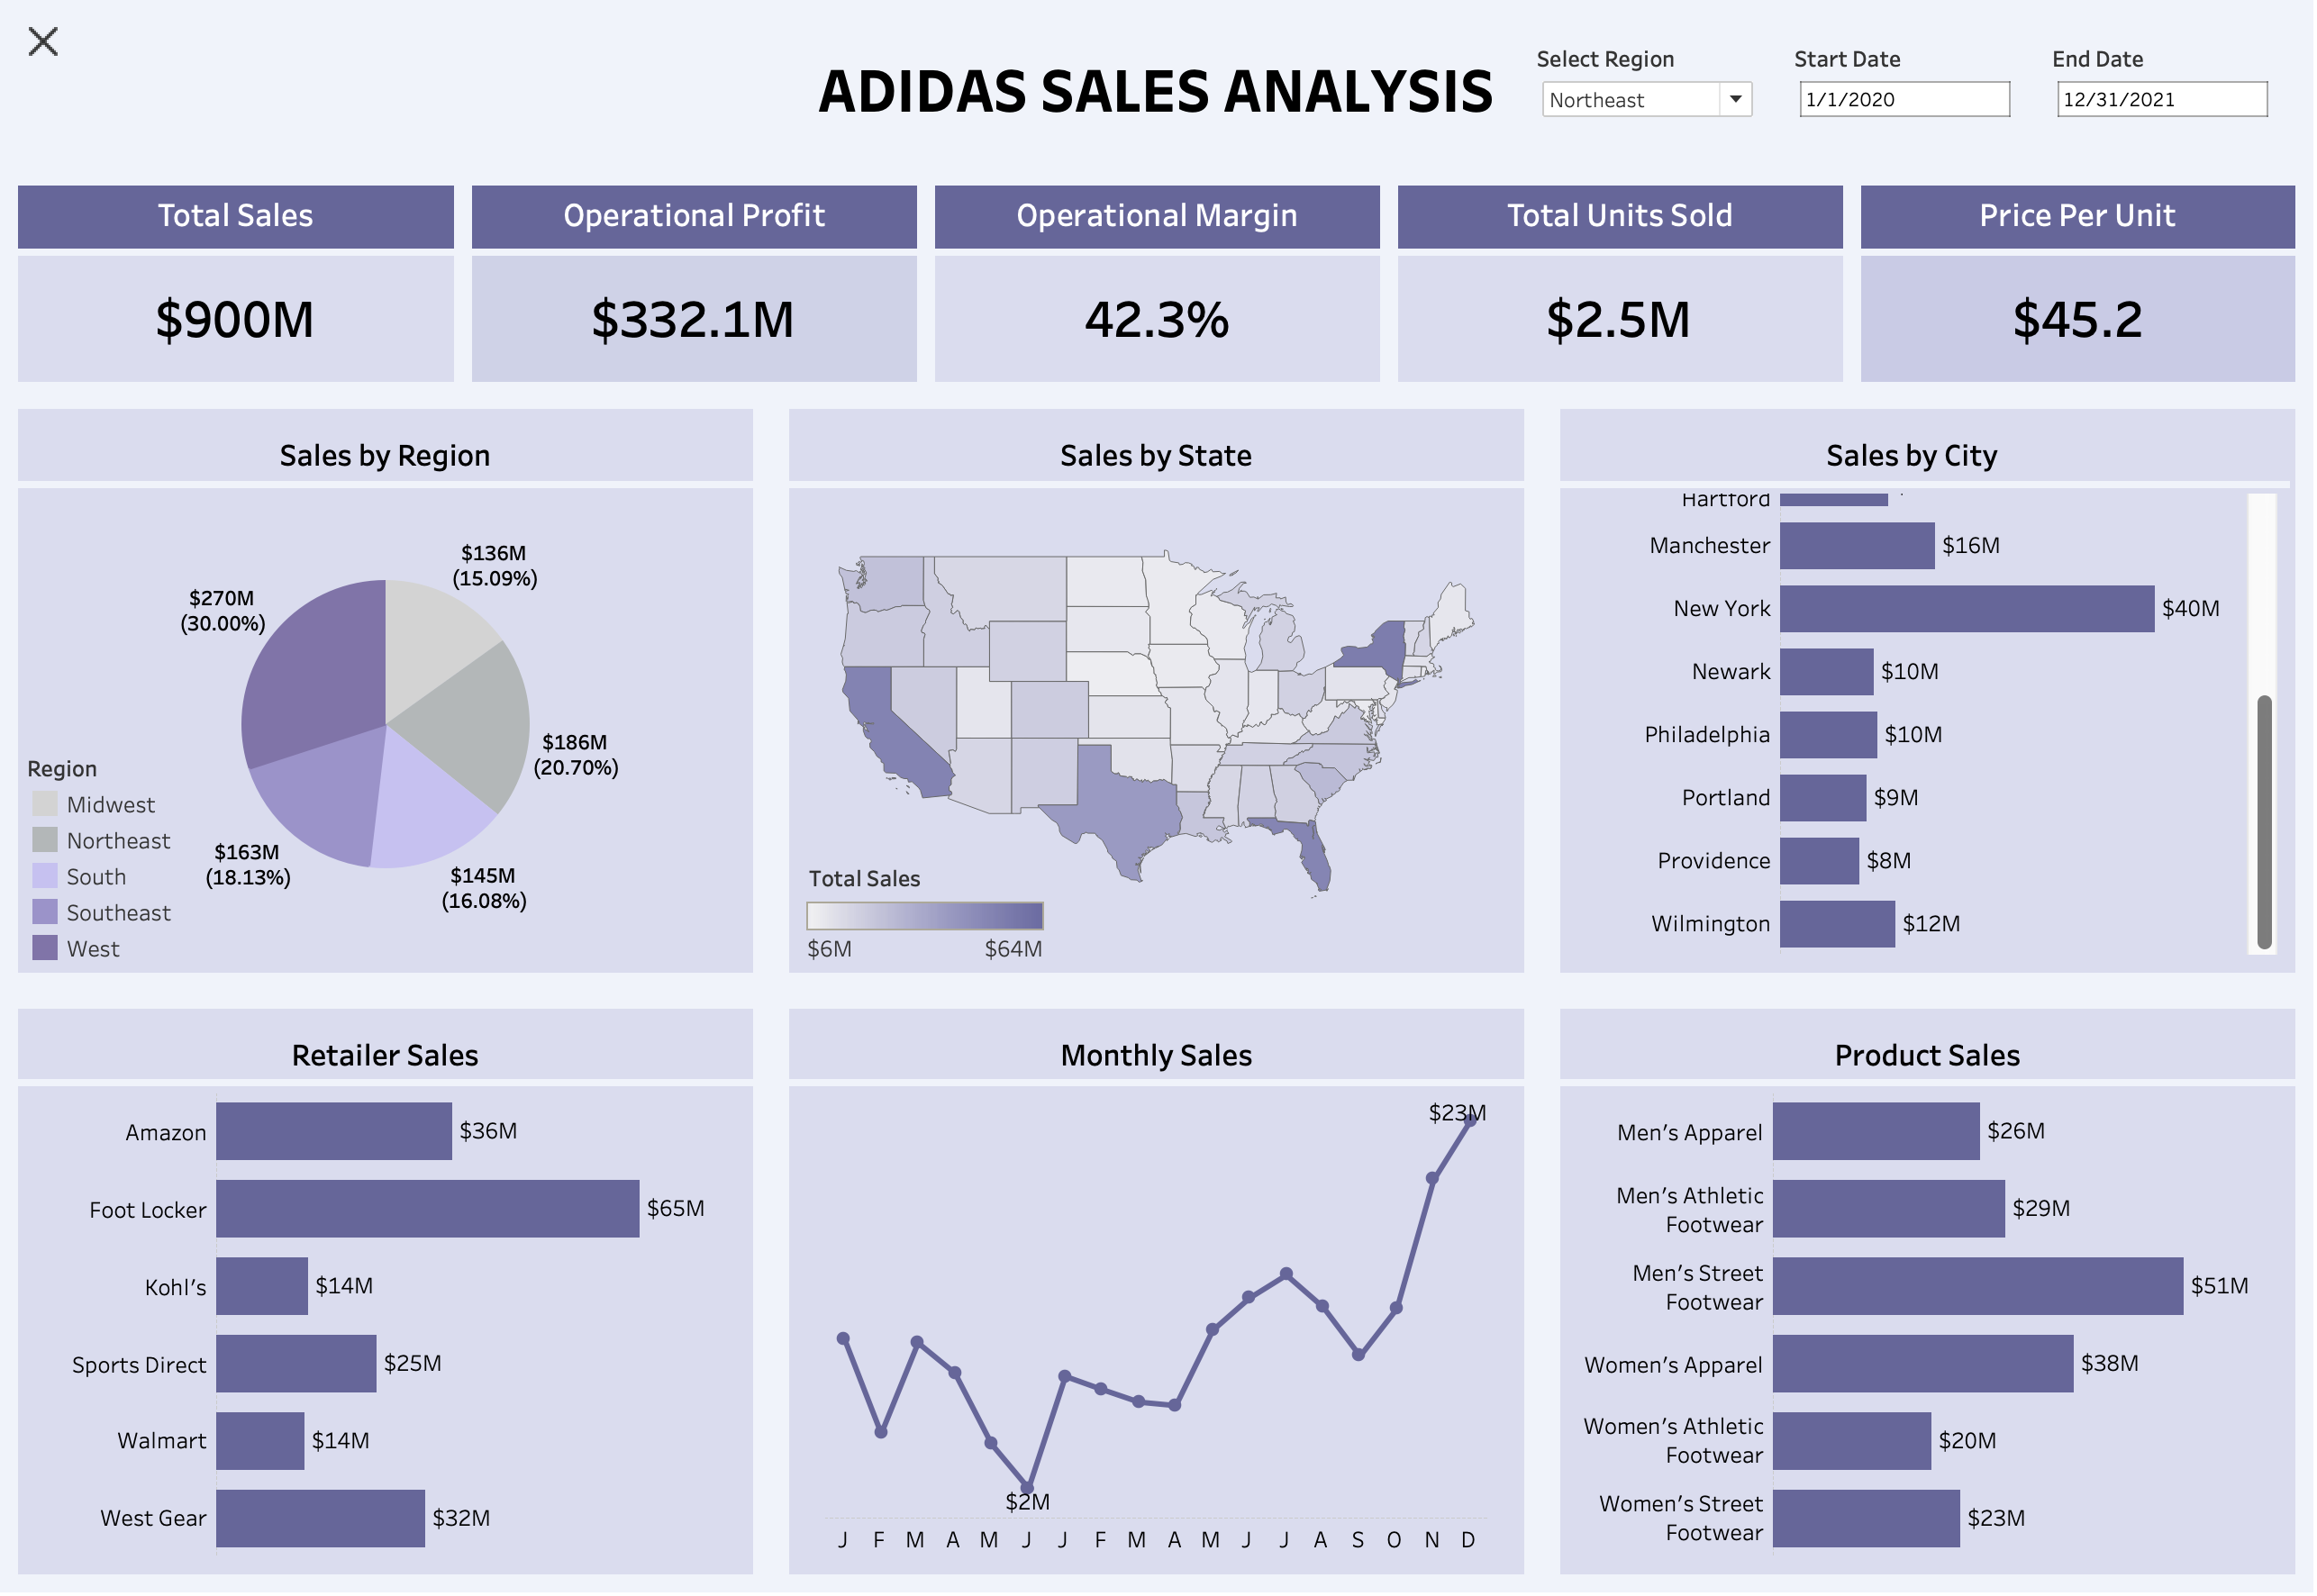 ADIDAS SALES ANALYSIS
Select Region
Northeast
Start Date
1/1/2020
End Date
12/31/2021
Total Sales
$900M
Operational Profit
$332.1M
Operational Margin
42.3%
Total Units Sold
$2.5M
Price Per Unit
$45.2
Sales by Region
$136M
(15.09%)
$270M
(30.00%)
$186M
(20.70%)
$163M
(18.13%)
$145M
(16.08%)
Region
Midwest
Northeast
South
Southeast
West
Sales by State
Total Sales
$6M
$64M
Sales by City
Hartford
Manchester
$16M
New York
$40M
Newark
$10M
Philadelphia
$10M
Portland
$9M
Providence
$8M
Wilmington
$12M
Retailer Sales
Amazon
$36M
Foot Locker
$65M
Kohl's
$14M
Sports Direct
$25M
Walmart
$14M
West Gear
$32M
Monthly Sales
$23M
$2M
J F M A M J J F M A M J J A S O N D
Product Sales
Men's Apparel
$26M
Men's Athletic
Footwear
$29M
Men's Street
Footwear
$51M
Women's Apparel
$38M
Women's Athletic
Footwear
$20M
Women's Street
Footwear
$23M